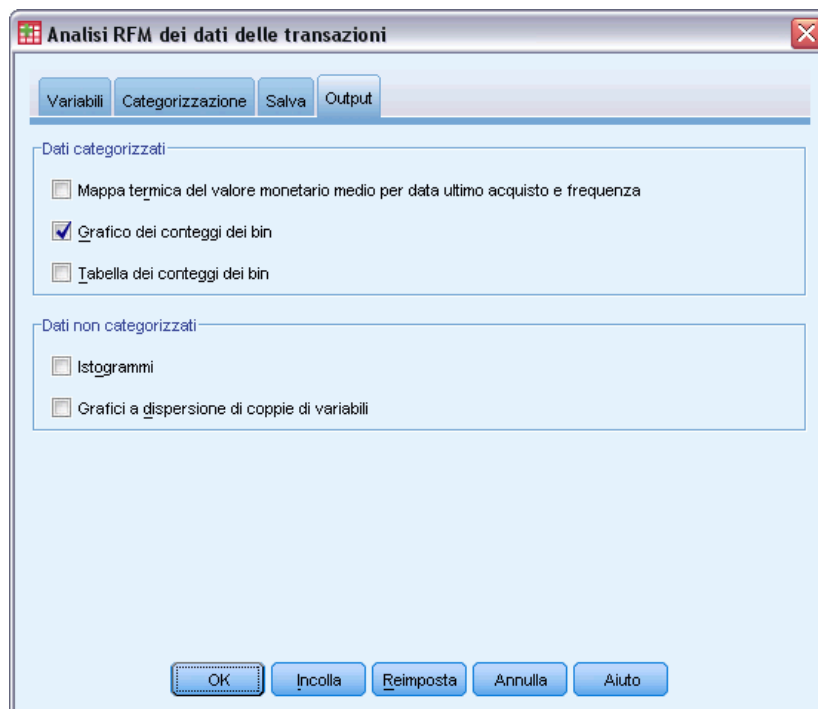 Analisi RFM dei dati delle transazioni
Variabili Categorizzazione Salva Output
Dati categorizzati
Mappa termica del valore monetario medio per data ultimo acquisto e frequenza
Grafico dei conteggi dei bin
Tabella dei conteggi dei bin
Dati non categorizzati
Istogrammi
Grafici a dispersione di coppie di variabili
OK Incolla Reimposta Annulla Aiuto